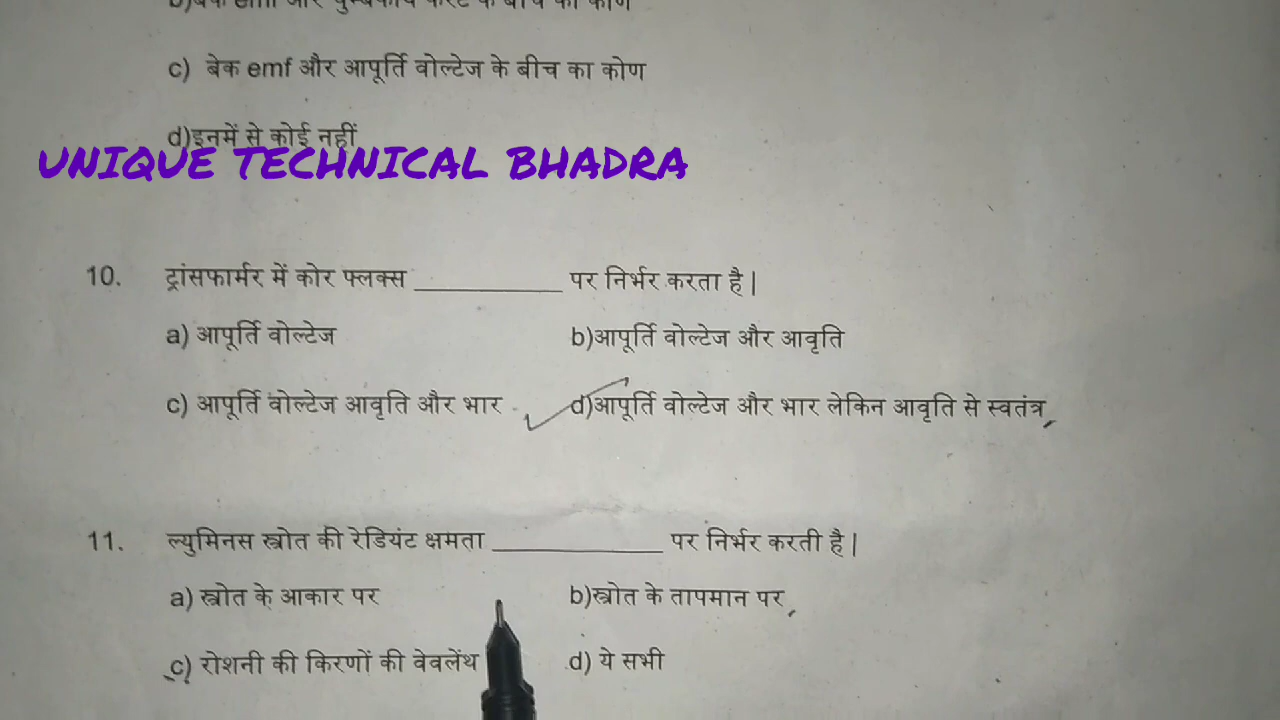 c) बेक emf और आपूर्ति वोल्टेज के बीच का कोण
d)इनमें से कोई नहीं
UNIQUE TECHNICAL BHADRA
10. ट्रांसफार्मर में कोर फ्लक्स __________ पर निर्भर करता है |
a) आपूर्ति वोल्टेज b)आपूर्ति वोल्टेज और आवृति
c) आपूर्ति वोल्टेज आवृति और भार d)आपूर्ति वोल्टेज और भार लेकिन आवृति से स्वतंत्र
11. ल्युमिनस स्त्रोत की रेडियंट क्षमता ___________ पर निर्भर करती है |
a) स्त्रोत के आकार पर b)स्त्रोत के तापमान पर
c) रोशनी की किरणों की वेवलेंथ d) ये सभी